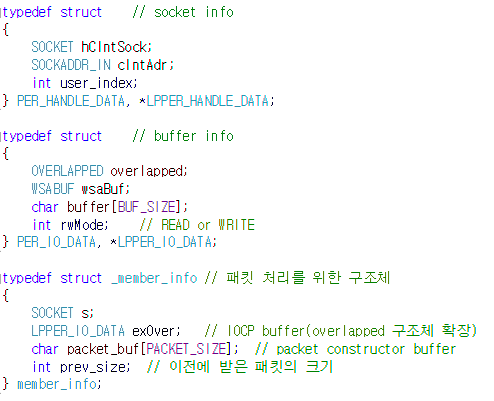 typedef struct    // socket info
{
    SOCKET hClntSock;
    SOCKADDR_IN clntAdr;
    int user_index;
} PER_HANDLE_DATA, *LPPER_HANDLE_DATA;
typedef struct    // buffer info
{
    OVERLAPPED overlapped;
    WSABUF wsaBuf;
    char buffer[BUF_SIZE];
    int rwMode;    // READ or WRITE
} PER_IO_DATA, *LPPER_IO_DATA;
typedef struct _member_info // 패킷 처리를 위한 구조체
{
    SOCKET s;
    LPPER_IO_DATA exOver;   // IOCP buffer(overlapped 구조체 확장)
    char packet_buf[PACKET_SIZE];  // packet constructor buffer
    int prev_size;  // 이전에 받은 패킷의 크기
} member_info;